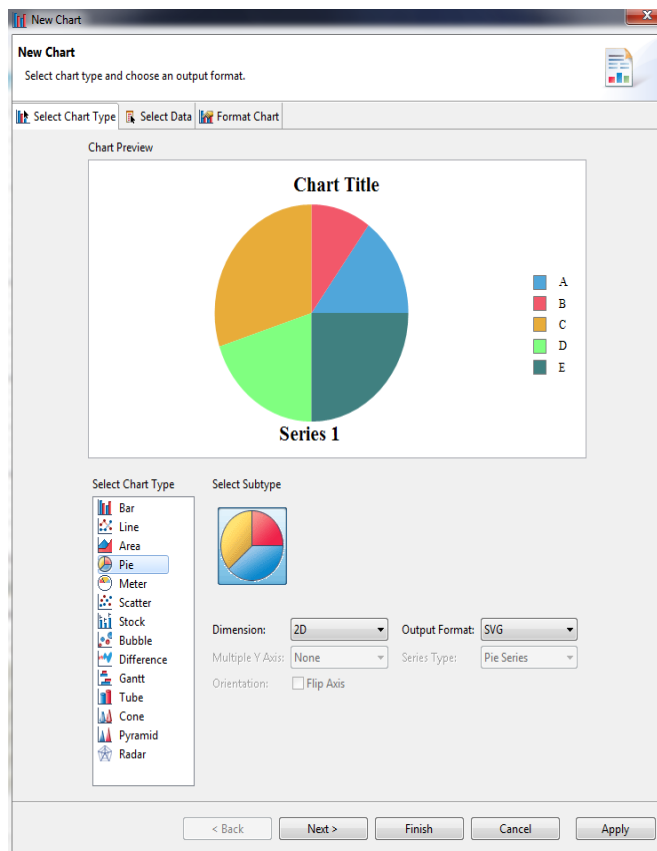 New Chart
New Chart
Select chart type and choose an output format.
Select Chart Type Select Data Format Chart
Chart Preview
Chart Title
A
B
C
D
E
Series 1
Select Chart Type Select Subtype
Bar
Line
Area
Pie
Meter
Scatter
Stock
Bubble
Difference
Gantt
Tube
Cone
Pyramid
Radar
Dimension: 2D Output Format: SVG
Multiple Y Axis: None Series Type: Pie Series
Orientation: Flip Axis
< Back Next > Finish Cancel Apply